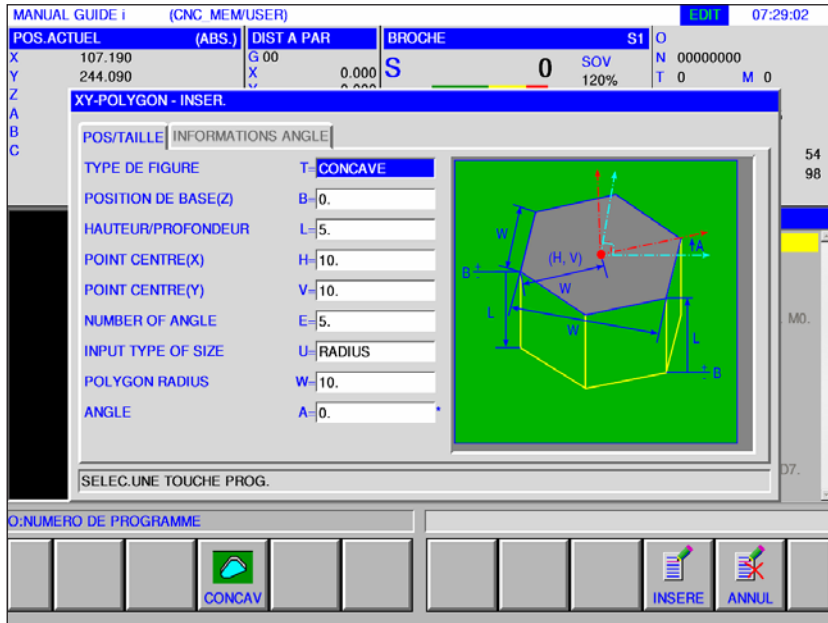 MANUAL GUIDE i (CNC_MEM/USER) EDIT 07:29:02
POS.ACTUEL (ABS.) DIST A PAR BROCHE S1 O
X 107.190 G 00 S 0 SOV N 00000000
Y 244.090 X 0.000 120% T 0 M 0
Z
XY-POLYGON - INSER.
A
B
C
54
98
POS/TAILLE INFORMATIONS ANGLE
TYPE DE FIGURE T= CONCAVE
POSITION DE BASE(Z) B= 0.
HAUTEUR/PROFONDEUR L= 5.
POINT CENTRE(X) H= 10.
POINT CENTRE(Y) V= 10.
NUMBER OF ANGLE E= 5.
INPUT TYPE OF SIZE U= RADIUS
POLYGON RADIUS W= 10.
ANGLE A= 0. *
W
(H, V)
A
B + -
W
L
W
L
+ - B
M0.
SELEC.UNE TOUCHE PROG.
O:NUMERO DE PROGRAMME
CONCAV INSERE ANNUL